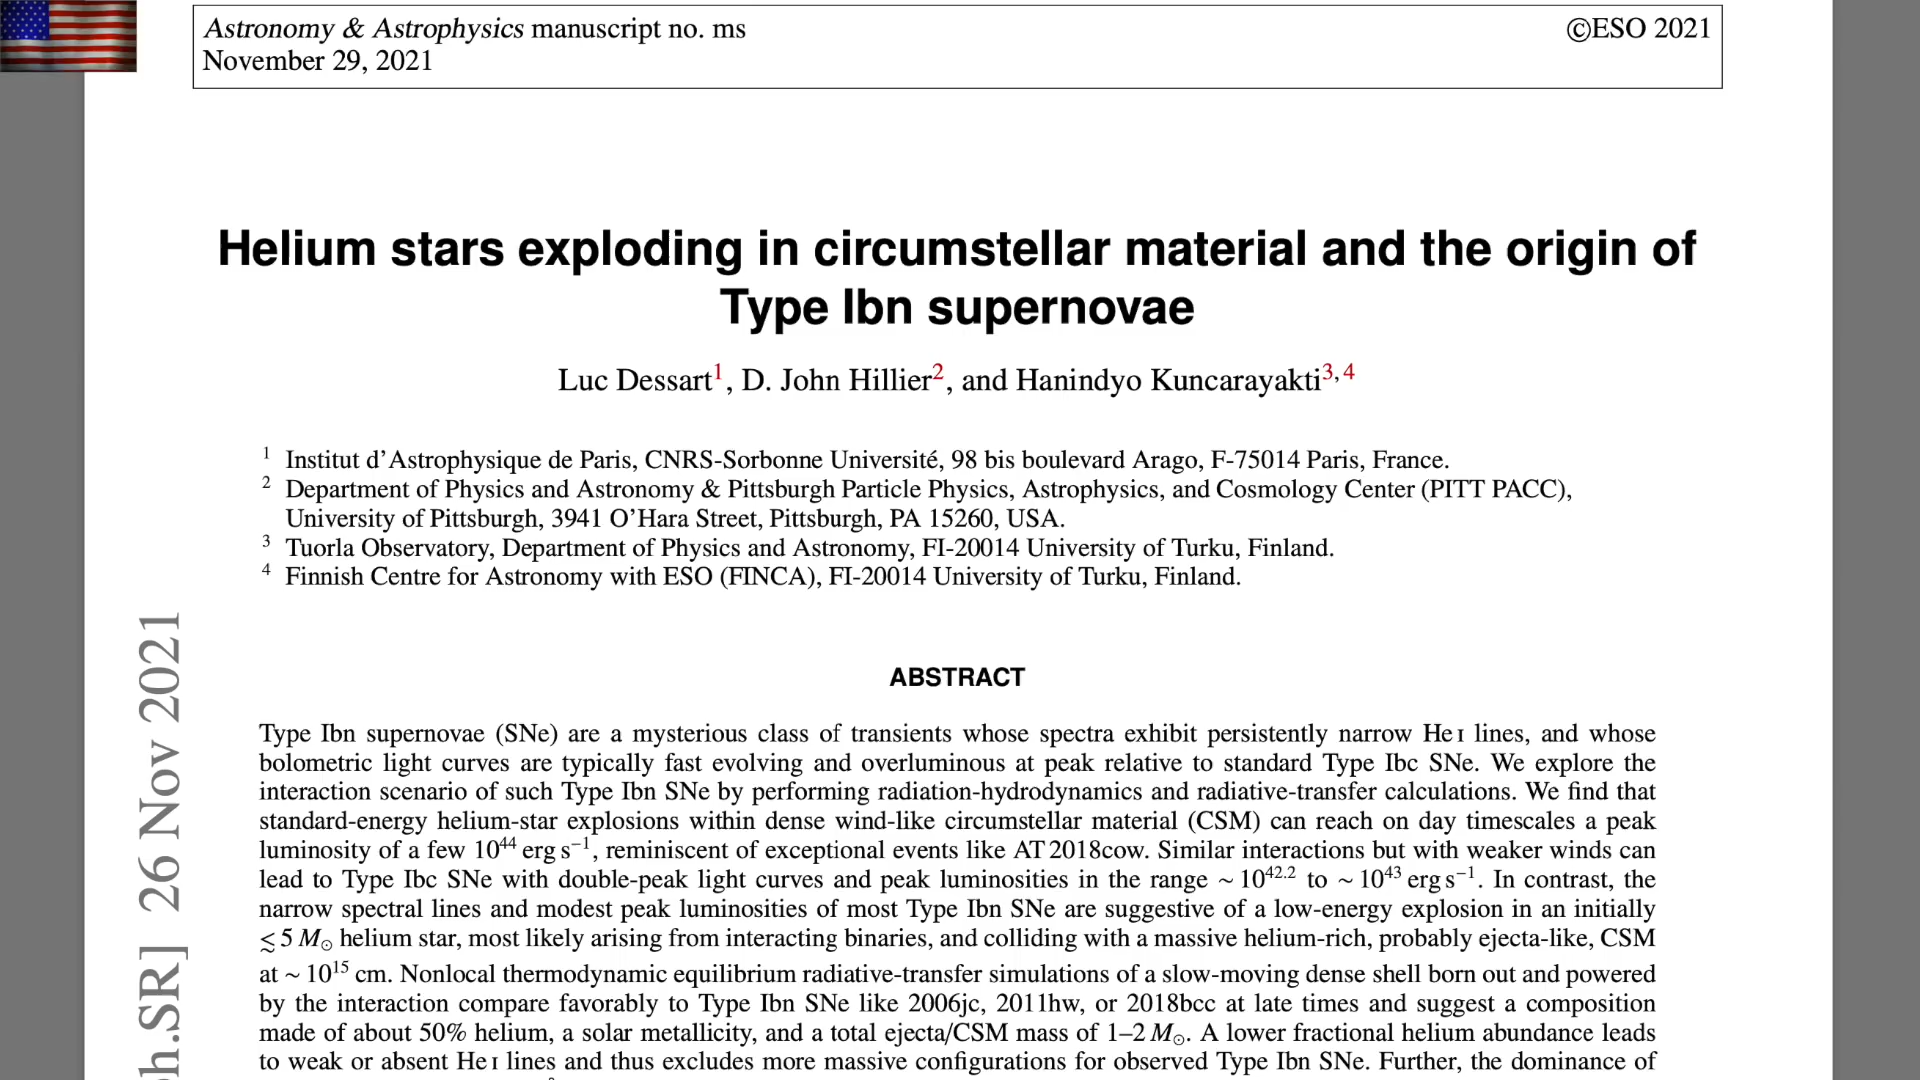 Astronomy & Astrophysics manuscript no. ms
November 29, 2021
©ESO 2021
Helium stars exploding in circumstellar material and the origin of
Type Ibn supernovae
Luc Dessart1, D. John Hillier2, and Hanindyo Kuncarayakti3,4
1 Institut d’Astrophysique de Paris, CNRS-Sorbonne Université, 98 bis boulevard Arago, F-75014 Paris, France.
2 Department of Physics and Astronomy & Pittsburgh Particle Physics, Astrophysics, and Cosmology Center (PITT PACC),
University of Pittsburgh, 3941 O’Hara Street, Pittsburgh, PA 15260, USA.
3 Tuorla Observatory, Department of Physics and Astronomy, FI-20014 University of Turku, Finland.
4 Finnish Centre for Astronomy with ESO (FINCA), FI-20014 University of Turku, Finland.
ABSTRACT
Type Ibn supernovae (SNe) are a mysterious class of transients whose spectra exhibit persistently narrow He I lines, and whose
bolometric light curves are typically fast evolving and overluminous at peak relative to standard Type Ibc SNe. We explore the
interaction scenario of such Type Ibn SNe by performing radiation-hydrodynamics and radiative-transfer calculations. We find that
standard-energy helium-star explosions within dense wind-like circumstellar material (CSM) can reach on day timescales a peak
luminosity of a few 10^44 erg s^−1, reminiscent of exceptional events like AT 2018cow. Similar interactions but with weaker winds can
lead to Type Ibc SNe with double-peak light curves and peak luminosities in the range ~ 10^42.2 to ~ 10^43 erg s^−1. In contrast, the
narrow spectral lines and modest peak luminosities of most Type Ibn SNe are suggestive of a low-energy explosion in an initially
≲ 5 M⊙ helium star, most likely arising from interacting binaries, and colliding with a massive helium-rich, probably ejecta-like, CSM
at ~ 10^15 cm. Nonlocal thermodynamic equilibrium radiative-transfer simulations of a slow-moving dense shell born out and powered
by the interaction compare favorably to Type Ibn SNe like 2006jc, 2011hw, or 2018bcc at late times and suggest a composition
made of about 50% helium, a solar metallicity, and a total ejecta/CSM mass of 1–2 M⊙. A lower fractional helium abundance leads
to weak or absent He I lines and thus excludes more massive configurations for observed Type Ibn SNe. Further, the dominance of
ph.SR] 26 Nov 2021